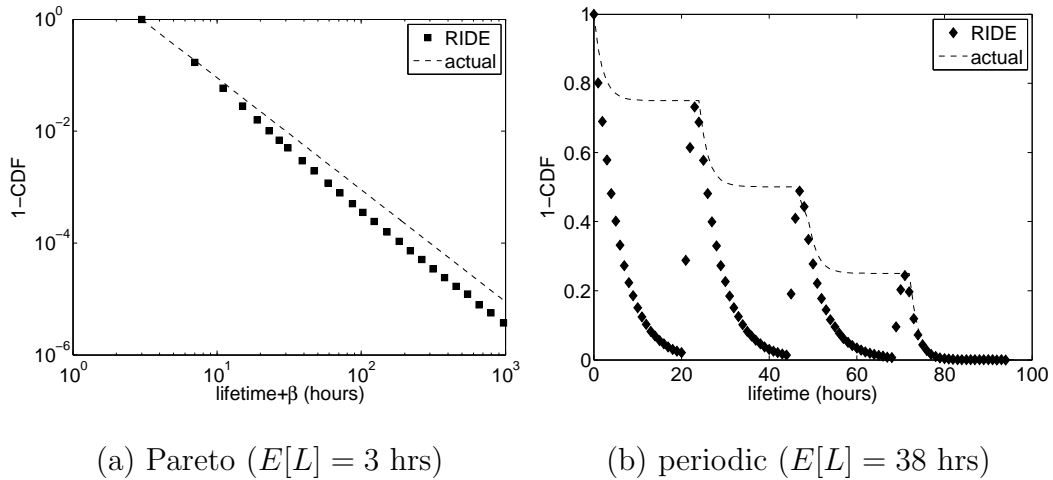 10^0
10^-2
10^-4
10^-6
1-CDF
10^0
10^1
10^2
10^3
lifetime+β (hours)
RIDE
actual
(a) Pareto (E[L] = 3 hrs)
1
0.8
0.6
0.4
0.2
0
1-CDF
0
20
40
60
80
100
lifetime (hours)
RIDE
actual
(b) periodic (E[L] = 38 hrs)